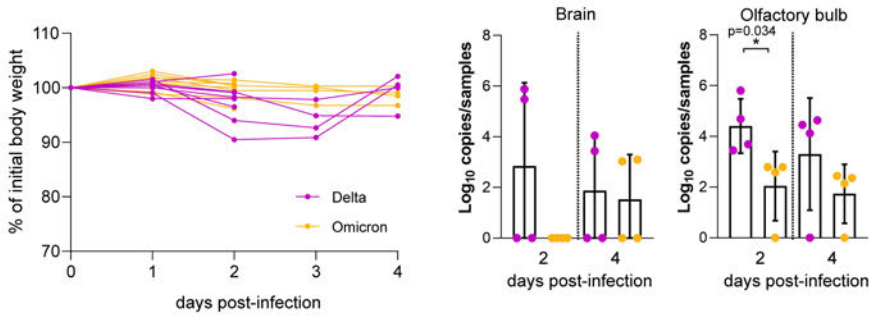 110
100
90
80
70
% of initial body weight
0
1
2
3
4
days post-infection
Delta
Omicron
Brain
8
6
4
2
0
Log10 copies/samples
2
4
days post-infection
Olfactory bulb
p=0.034
*
8
6
4
2
0
Log10 copies/samples
2
4
days post-infection